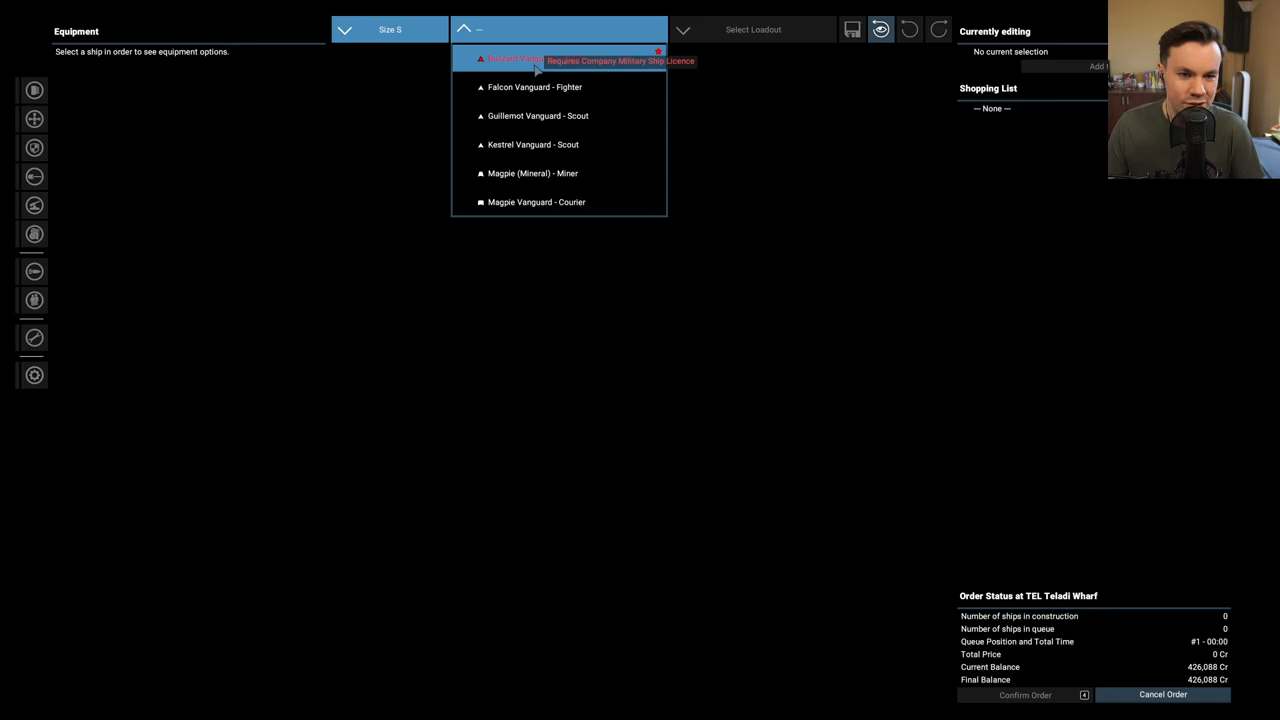 Equipment
Select a ship in order to see equipment options.
Size S
--
Select Loadout
Buzzard Vangu
Requires Company Military Ship Licence
Falcon Vanguard - Fighter
Guillemot Vanguard - Scout
Kestrel Vanguard - Scout
Magpie (Mineral) - Miner
Magpie Vanguard - Courier
Currently editing
No current selection
Add
Shopping List
--- None ---
Order Status at TEL Teladi Wharf
Number of ships in construction 0
Number of ships in queue 0
Queue Position and Total Time #1 - 00:00
Total Price 0 Cr
Current Balance 426,088 Cr
Final Balance 426,088 Cr
Confirm Order 4
Cancel Order